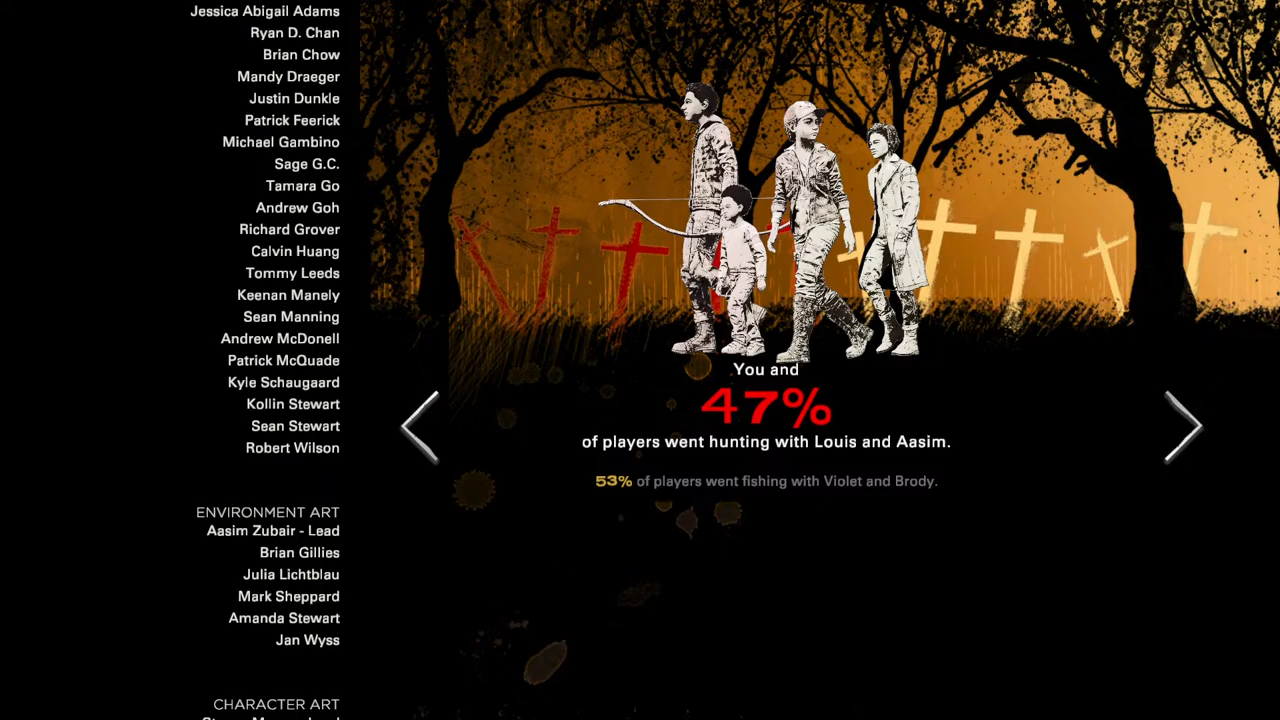 Jessica Abigail Adams
Ryan D. Chan
Brian Chow
Mandy Draeger
Justin Dunkle
Patrick Feerick
Michael Gambino
Sage G.C.
Tamara Go
Andrew Goh
Richard Grover
Calvin Huang
Tommy Leeds
Keenan Manely
Sean Manning
Andrew McDonell
Patrick McQuade
Kyle Schaugaard
Kollin Stewart
Sean Stewart
Robert Wilson
ENVIRONMENT ART
Aasim Zubair - Lead
Brian Gillies
Julia Lichtblau
Mark Sheppard
Amanda Stewart
Jan Wyss
CHARACTER ART
You and
47%
of players went hunting with Louis and Aasim.
53% of players went fishing with Violet and Brody.